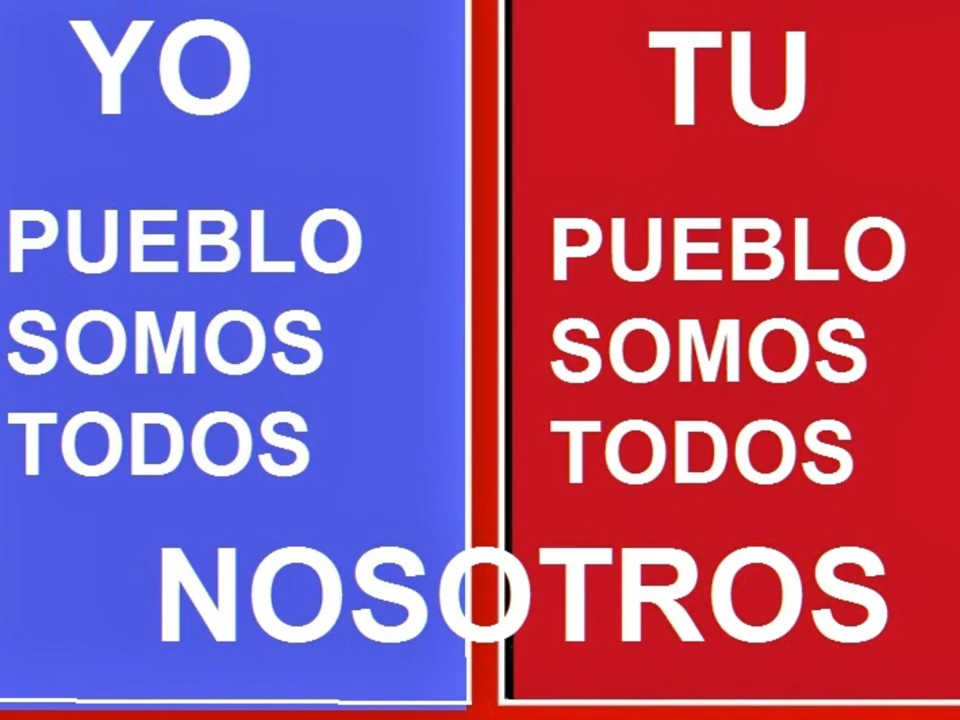 YO
PUEBLO
SOMOS
TODOS
TU
PUEBLO
SOMOS
TODOS
NOSOTROS